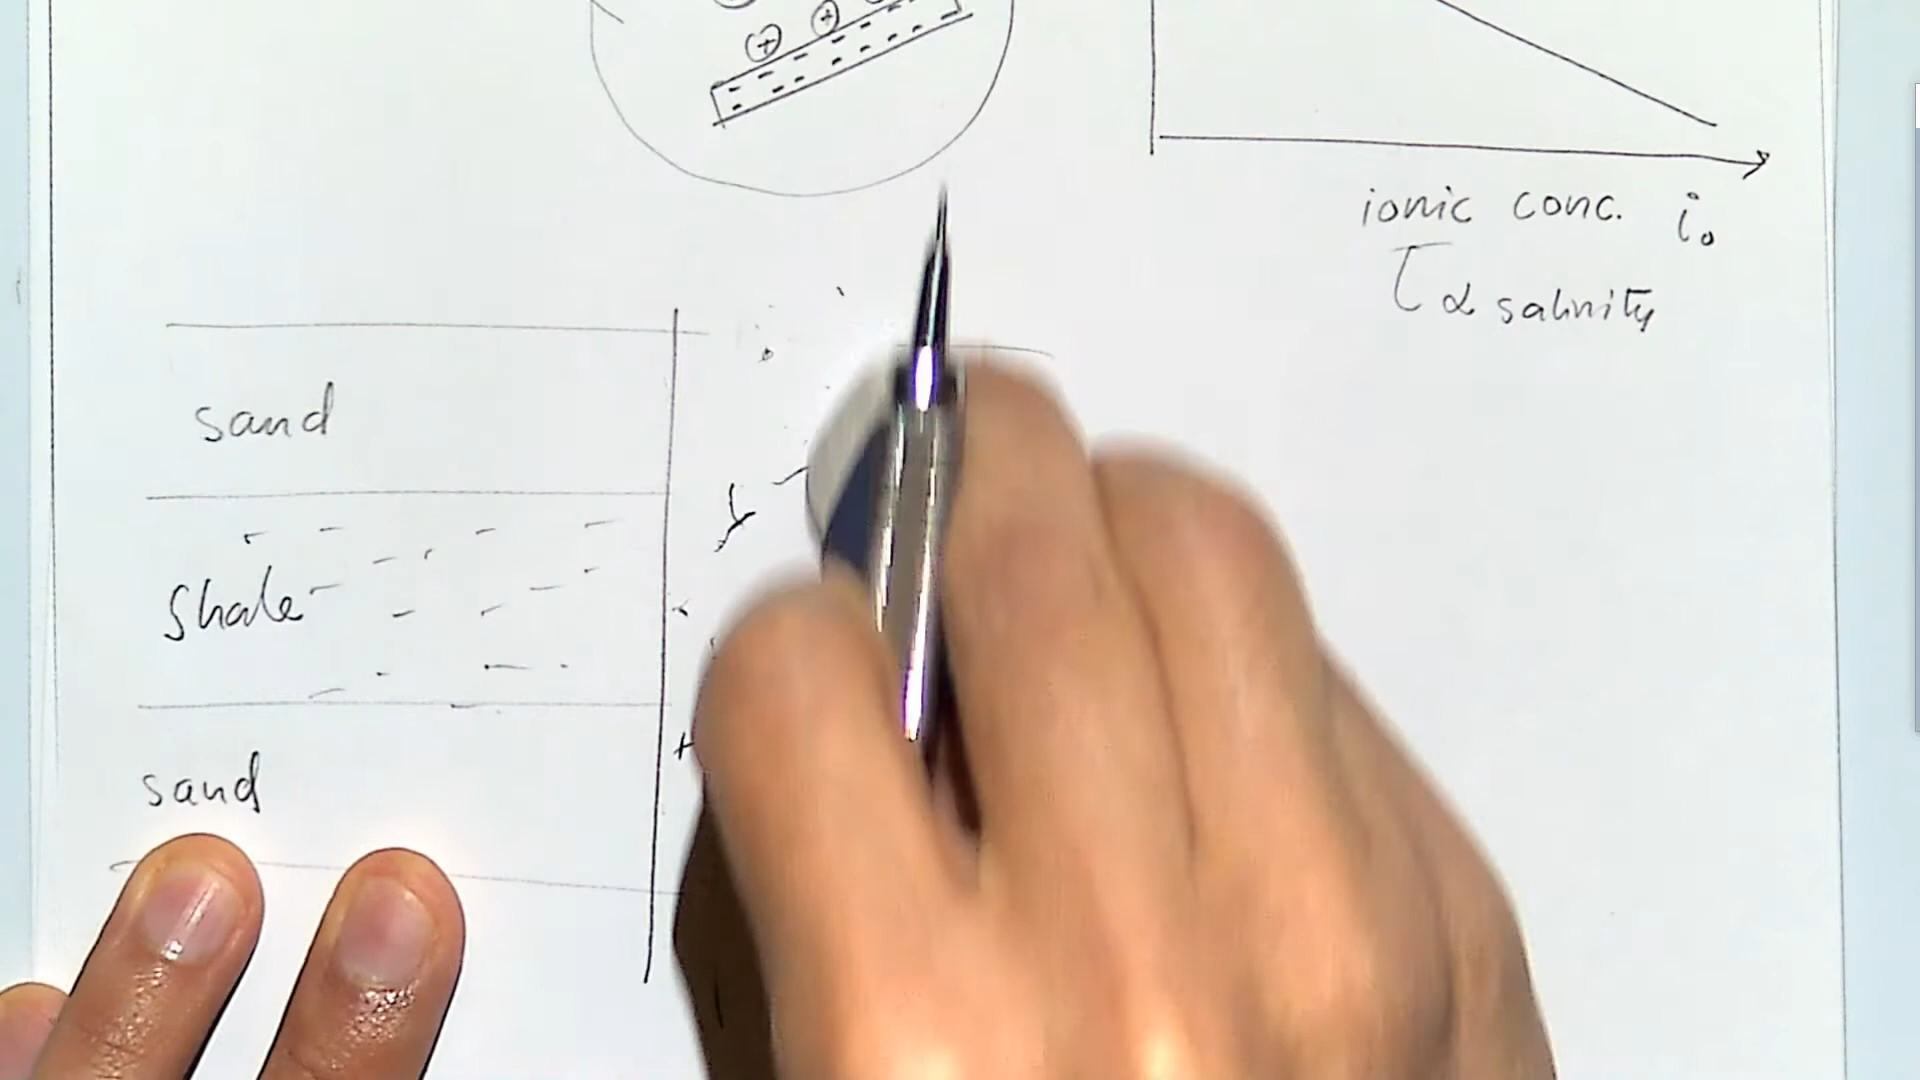 + +
ionic conc. i₀
↳ α salinity
sand
Shale
sand
+